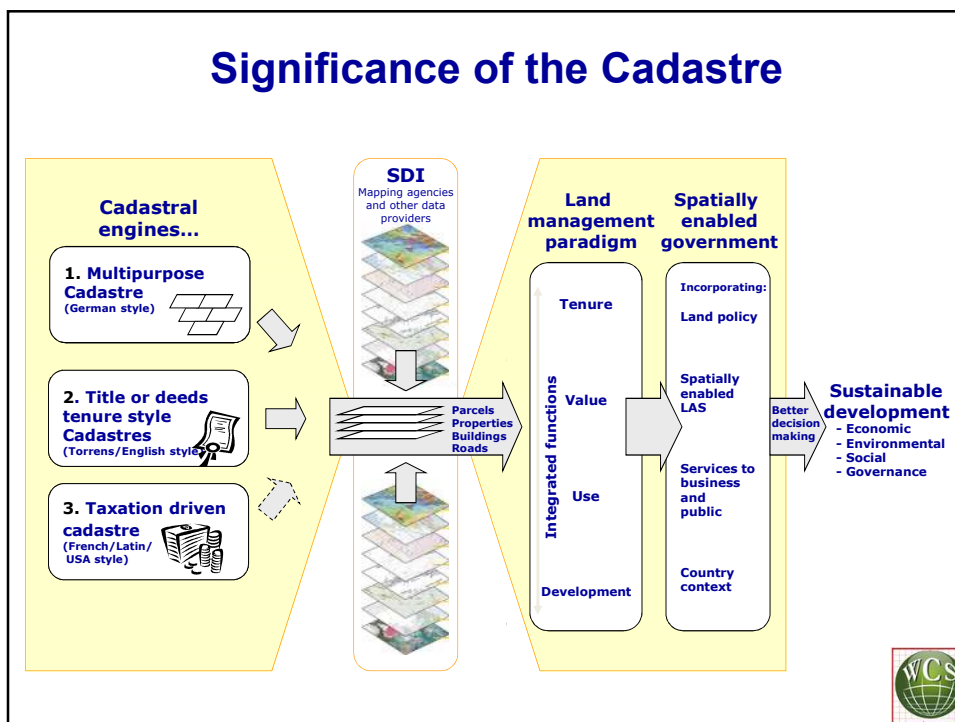 Significance of the Cadastre
Cadastral
engines...
1. Multipurpose
Cadastre
(German style)
2. Title or deeds
tenure style
Cadastres
(Torrens/English style)
3. Taxation driven
cadastre
(French/Latin/
USA style)
SDI
Mapping agencies
and other data
providers
Parcels
Properties
Buildings
Roads
Land
management
paradigm
Integrated functions
Tenure
Value
Use
Development
Spatially
enabled
government
Incorporating:
Land policy
Spatially
enabled
LAS
Services to
business
and
public
Country
context
Better
decision
making
Sustainable
development
- Economic
- Environmental
- Social
- Governance
WCS